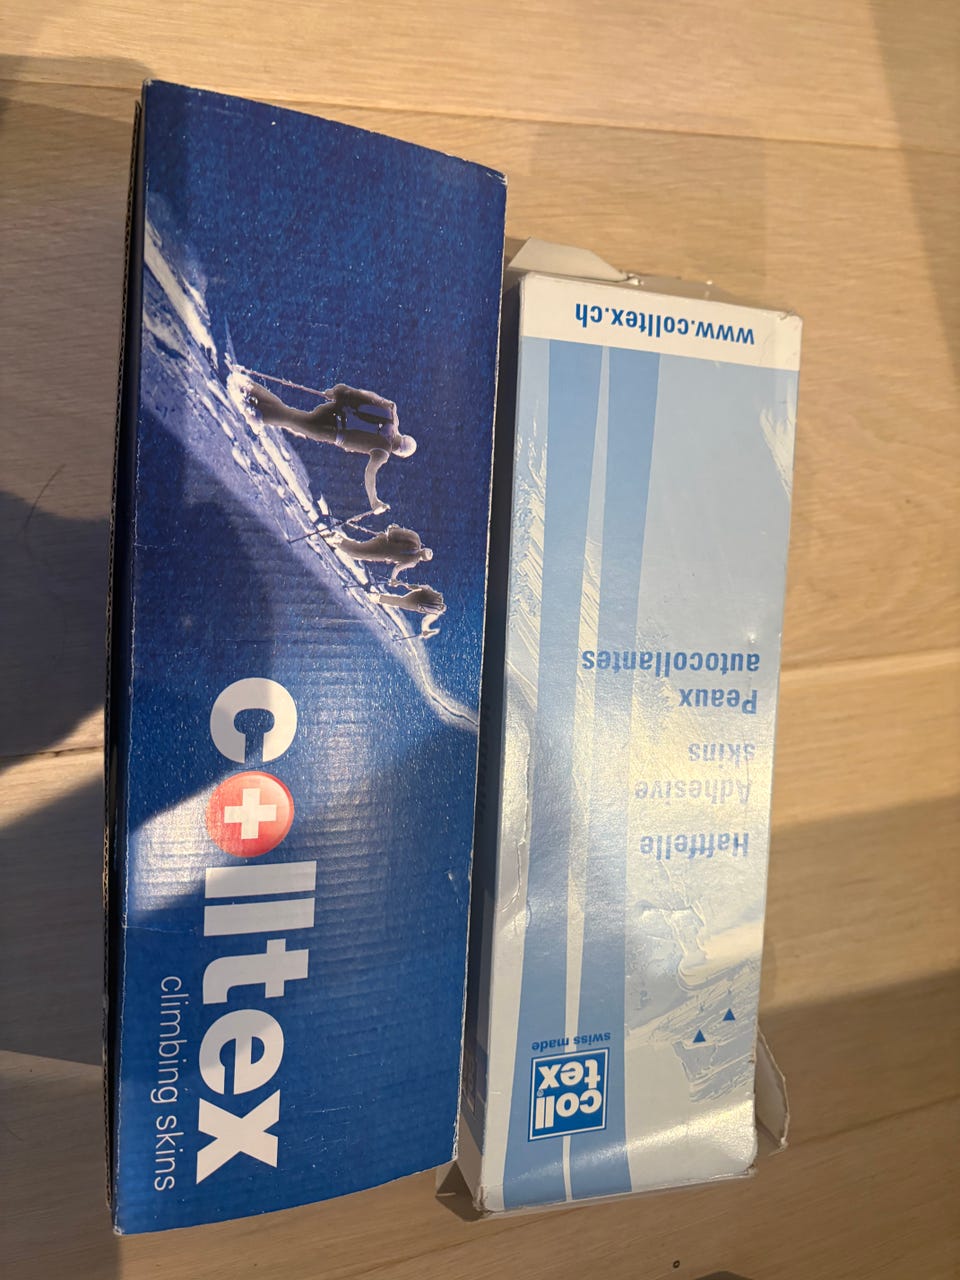 colltex
climbing skins
www.colltex.ch
Haftfelle
Adhesive
skins
Peaux
autocollantes
swiss made
coll
tex®